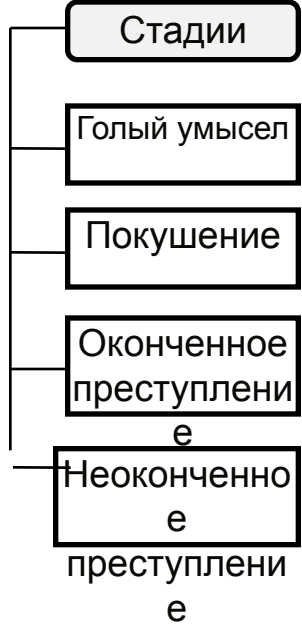 Стадии
Голый умысел
Покушение
Оконченное
преступлени
е
Неоконченно
е
преступлени
е